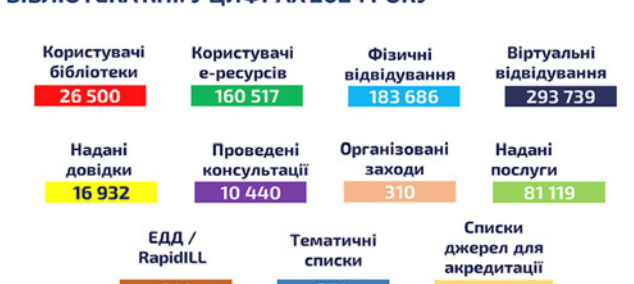 Користувачі Користувачі Фізичні Віртуальні
бібліотеки е-ресурсів відвідування відвідування
26 500 160 517 183 686 293 739
Надані Проведені Організовані Надані
довідки консультації заходи послуги
16 932 10 440 310 81 119
ЕДД / Тематичні Списки
RapidILL списки джерел для
акредитації